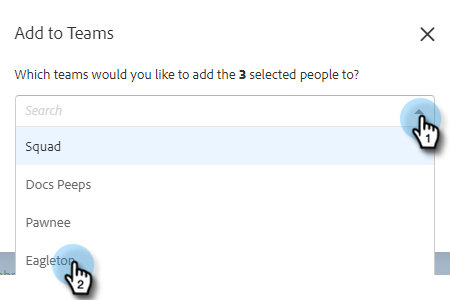 Add to Teams
Which teams would you like to add the 3 selected people to?
Search
1
Squad
Docs Peeps
Pawnee
Eagleton
2